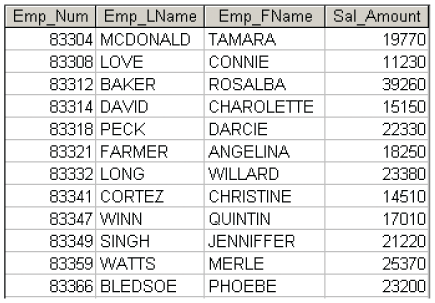 Emp_Num Emp_LName Emp_FName Sal_Amount
83304 MCDONALD TAMARA 19770
83308 LOVE CONNIE 11230
83312 BAKER ROSALBA 39260
83314 DAVID CHAROLETTE 15150
83318 PECK DARCIE 22330
83321 FARMER ANGELINA 18250
83332 LONG WILLARD 23380
83341 CORTEZ CHRISTINE 14510
83347 WINN QUINTIN 17010
83349 SINGH JENNIFFER 21220
83359 WATTS MERLE 25370
83366 BLEDSOE PHOEBE 23200